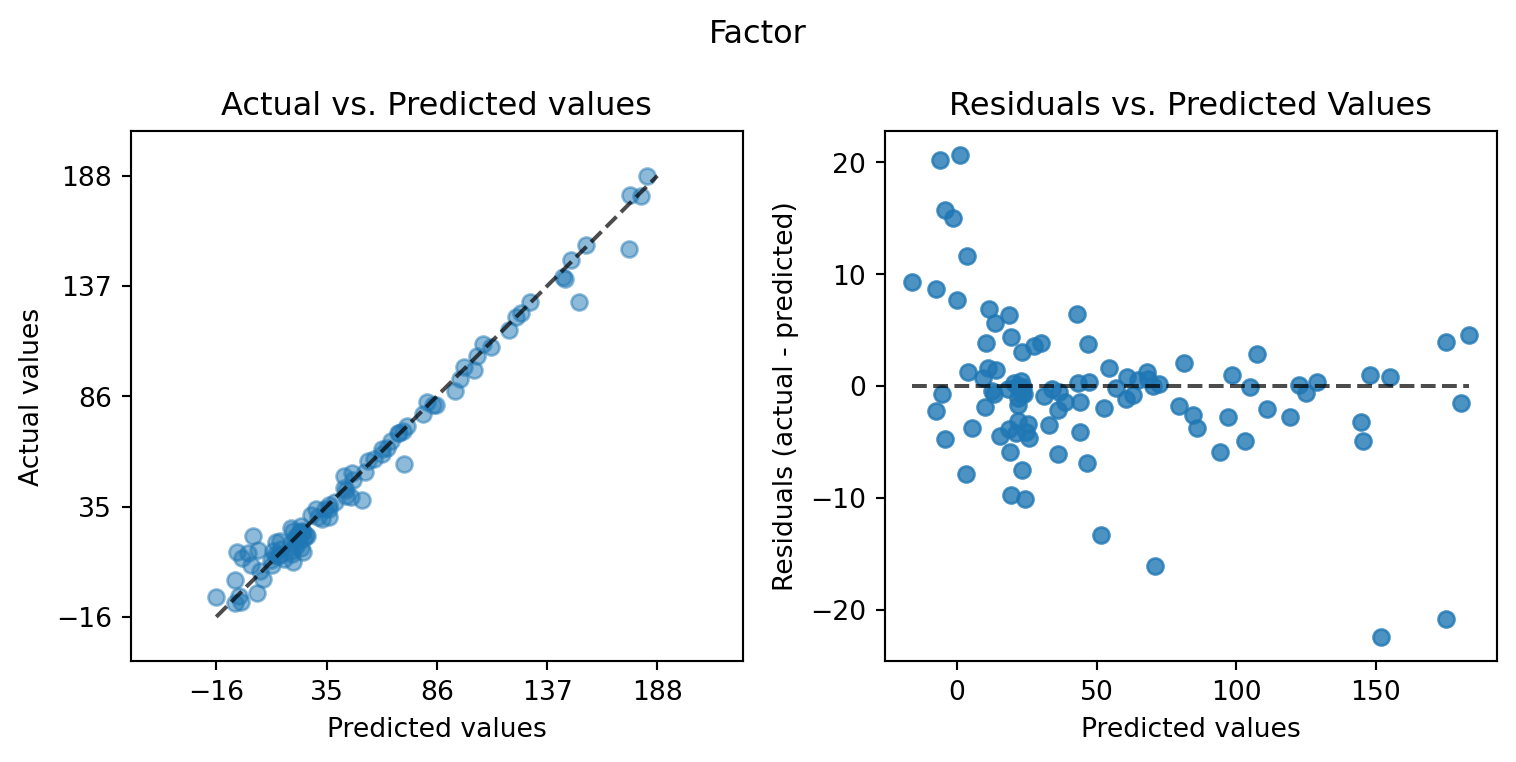 Factor
Actual vs. Predicted values
Actual values
188
137
86
35
−16
−16 35 86 137 188
Predicted values
Residuals vs. Predicted Values
Residuals (actual - predicted)
20
10
0
−10
−20
0 50 100 150
Predicted values